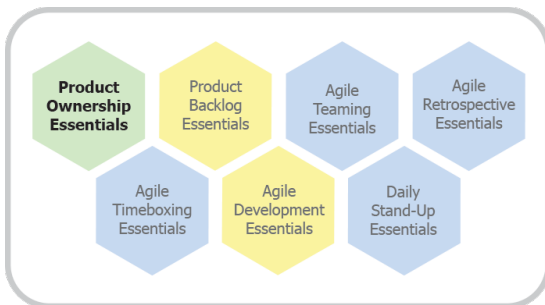 Product
Ownership
Essentials
Product
Backlog
Essentials
Agile
Teaming
Essentials
Agile
Retrospective
Essentials
Agile
Timeboxing
Essentials
Agile
Development
Essentials
Daily
Stand-Up
Essentials